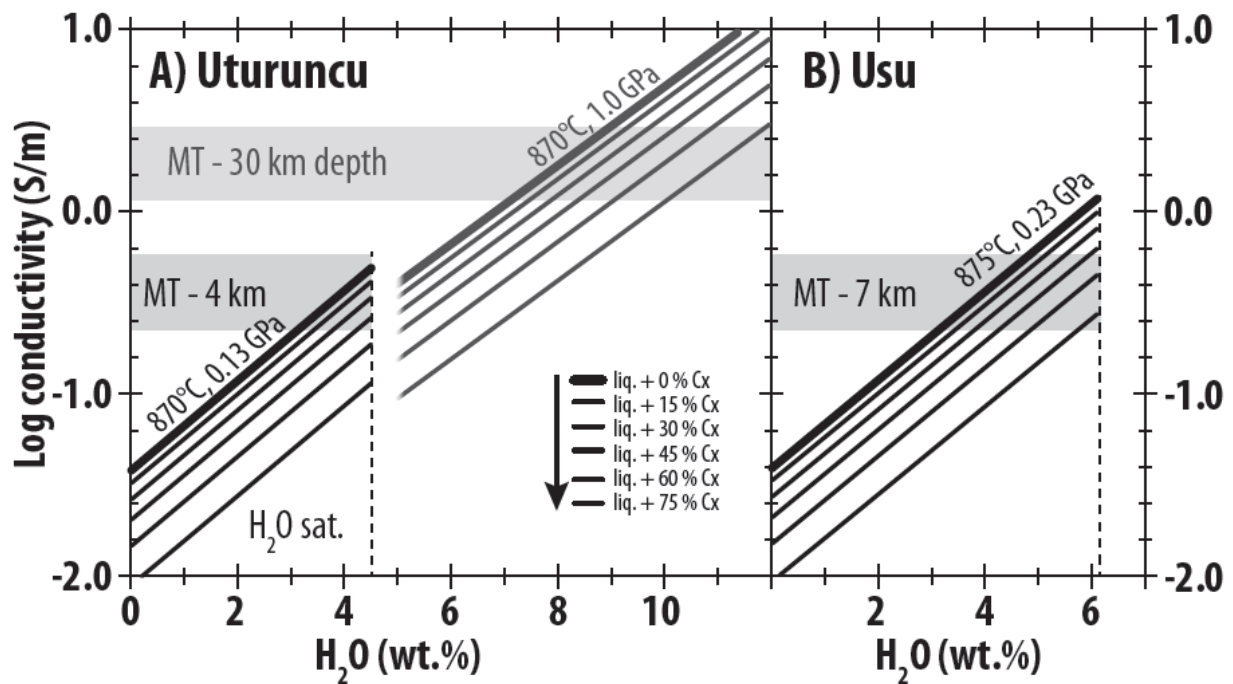 A) Uturuncu
B) Usu
Log conductivity (S/m)
1.0
0.0
-1.0
-2.0
MT - 30 km depth
870°C, 1.0 GPa
MT - 4 km
870°C, 0.13 GPa
H₂O sat.
liq. + 0 % Cx
liq. + 15 % Cx
liq. + 30 % Cx
liq. + 45 % Cx
liq. + 60 % Cx
liq. + 75 % Cx
0 2 4 6 8 10
H₂O (wt.%)
MT - 7 km
875°C, 0.23 GPa
1.0
0.0
-1.0
-2.0
2 4 6
H₂O (wt.%)